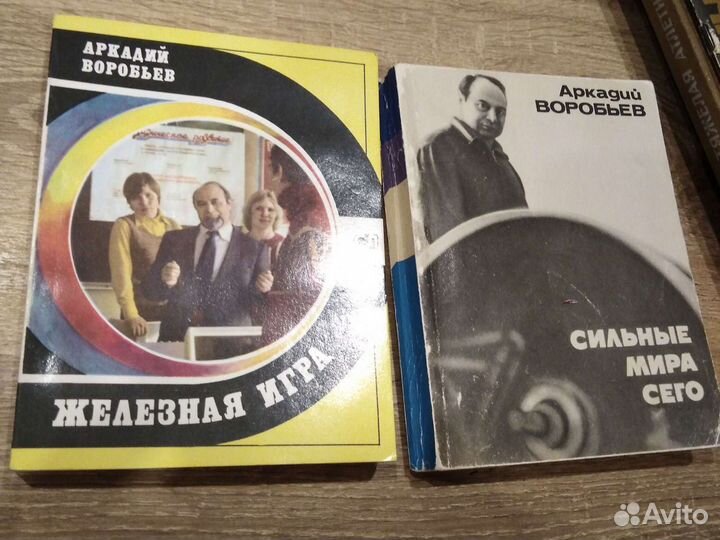 АРКАДИЙ
ВОРОБЬЕВ
ЖЕЛЕЗНАЯ ИГРА
Аркадий
ВОРОБЬЕВ
СИЛЬНЫЕ
МИРА
СЕГО
Avito